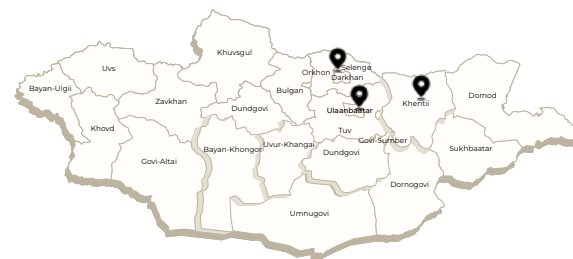 Khuvsgul
Uvs
Orkhon
Selenge
Darkhan
Bayan-Ulgii
Bulgan
Zavkhan
Dornod
Khentii
Dundgovi
Ulaanbaatar
Khovd
Tuv
Govi-Sumber
Uvur-Khangai
Bayan-Khongor
Dundgovi
Sukhbaatar
Govi-Altai
Dornogovi
Umnugovi